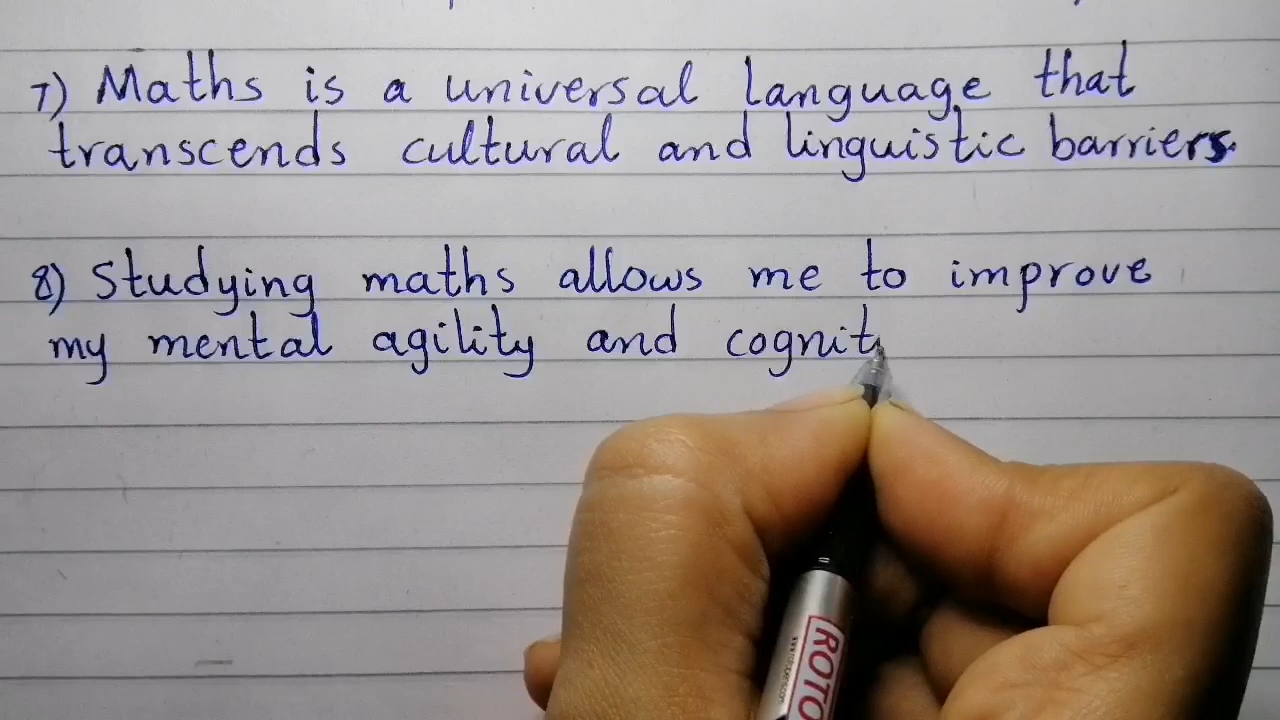 7) Maths is a universal language that
transcends cultural and linguistic barriers.
8) Studying maths allows me to improve
my mental agility and cognit
ROTO